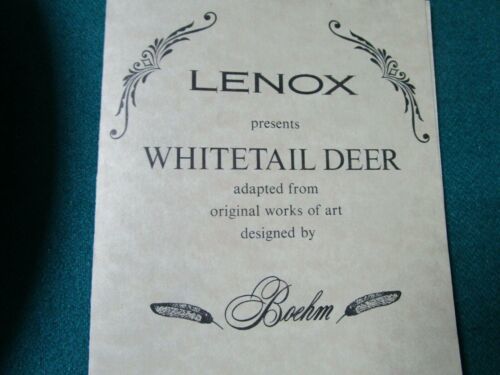 LENOX
presents
WHITETAIL DEER
adapted from
original works of art
designed by
Boehm